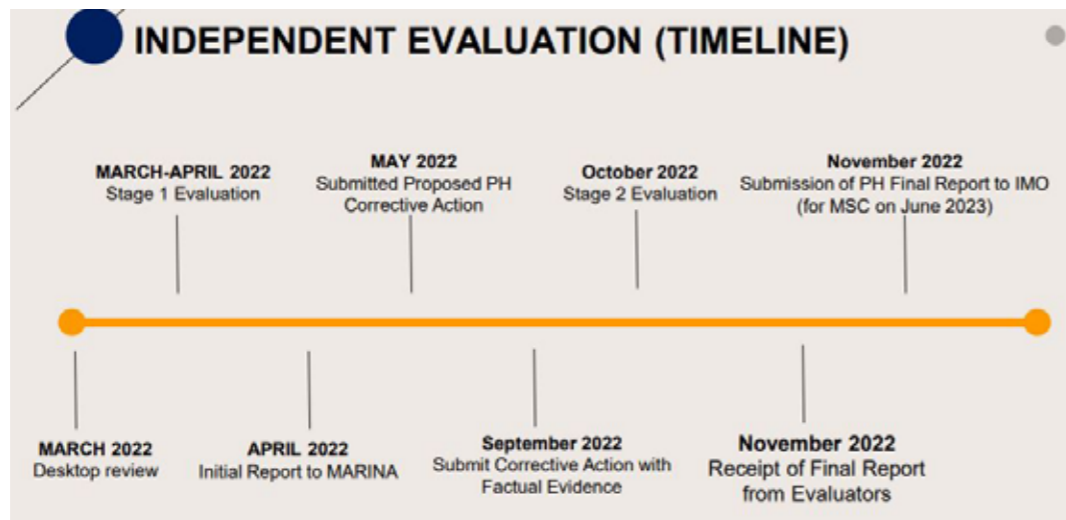 INDEPENDENT EVALUATION (TIMELINE)
MARCH-APRIL 2022
Stage 1 Evaluation
MAY 2022
Submitted Proposed PH
Corrective Action
October 2022
Stage 2 Evaluation
November 2022
Submission of PH Final Report to IMO
(for MSC on June 2023)
MARCH 2022
Desktop review
APRIL 2022
Initial Report to MARINA
September 2022
Submit Corrective Action with
Factual Evidence
November 2022
Receipt of Final Report
from Evaluators